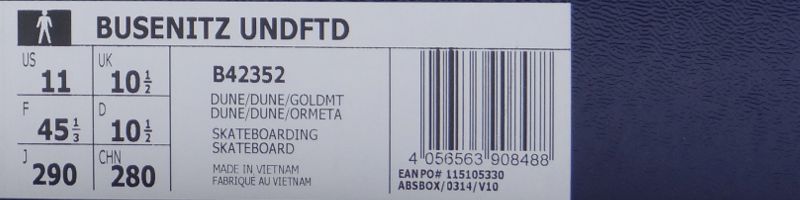 BUSENITZ UNDFTD
US 11 UK 10 1/2
F 45 1/3 D 10 1/2
J 290 CHN 280
B42352
DUNE/DUNE/GOLDMT
DUNE/DUNE/ORMETA
SKATEBOARDING
SKATEBOARD
MADE IN VIETNAM
FABRIQUÉ AU VIETNAM
4 056563 908488
EAN PO# 115105330
ABSBOX/0314/V10